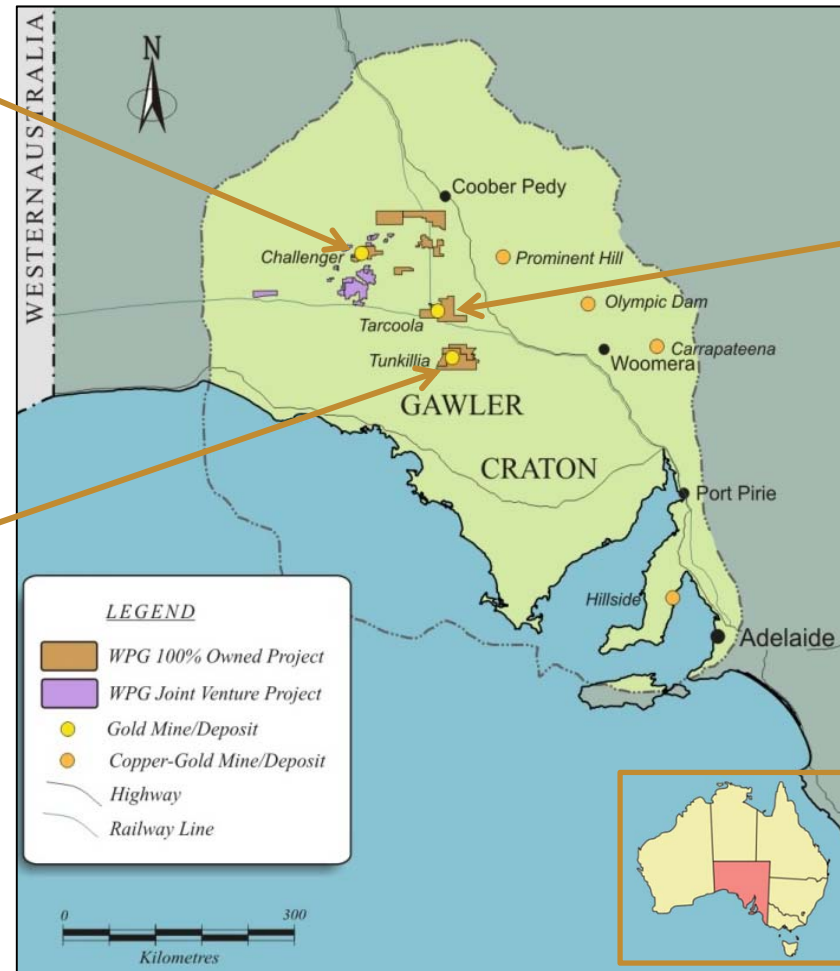 WESTERN AUSTRALIA
N
Coober Pedy
Challenger
Prominent Hill
Olympic Dam
Tarcoola
Carrapateena
Tunkillia
Woomera
GAWLER
CRATON
Port Pirie
Hillside
Adelaide
LEGEND
WPG 100% Owned Project
WPG Joint Venture Project
Gold Mine/Deposit
Copper-Gold Mine/Deposit
Highway
Railway Line
0 300
Kilometres